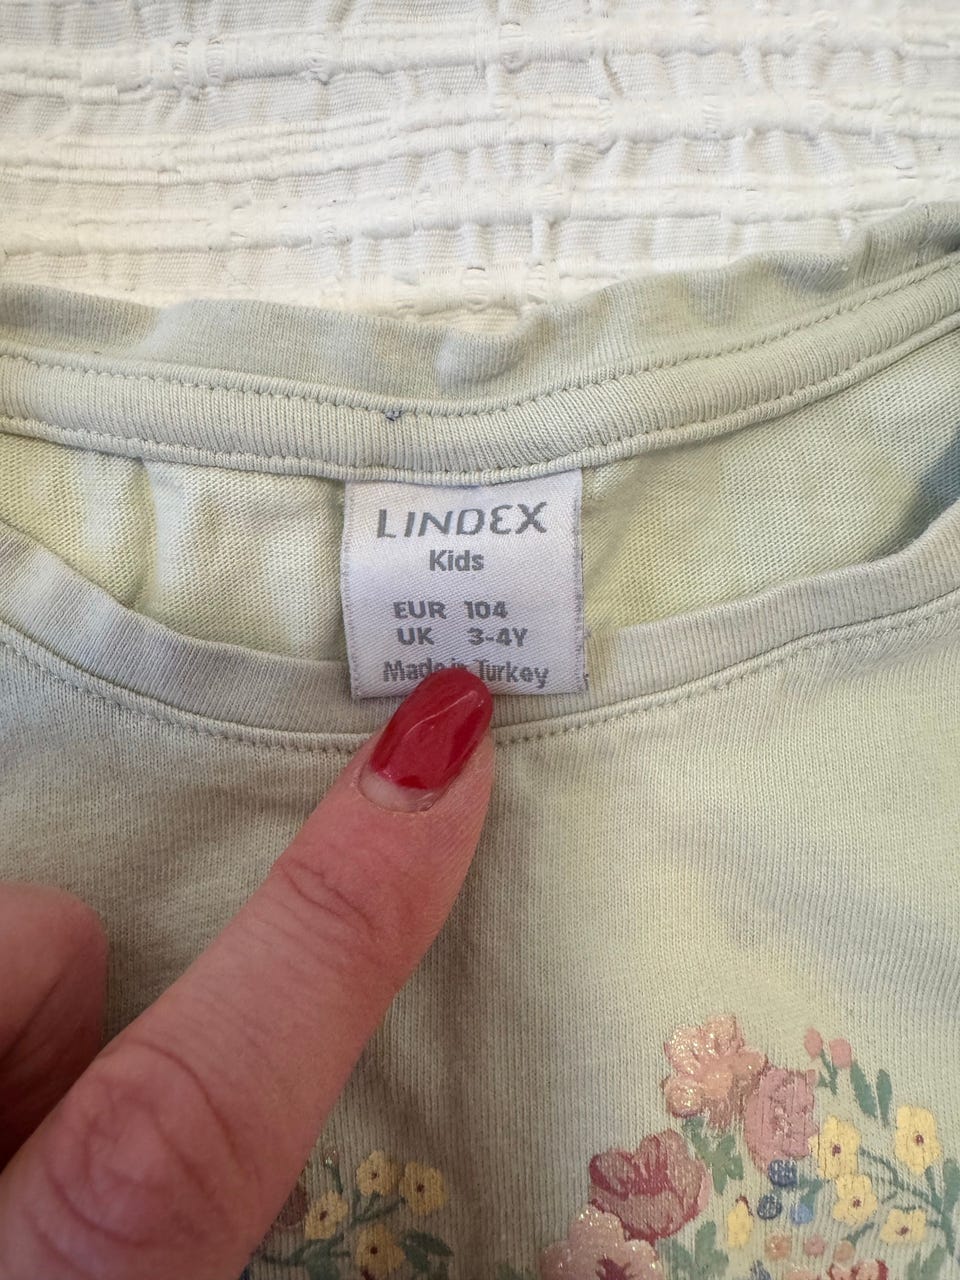 LINDEX
Kids
EUR 104
UK 3-4Y
Made in Turkey